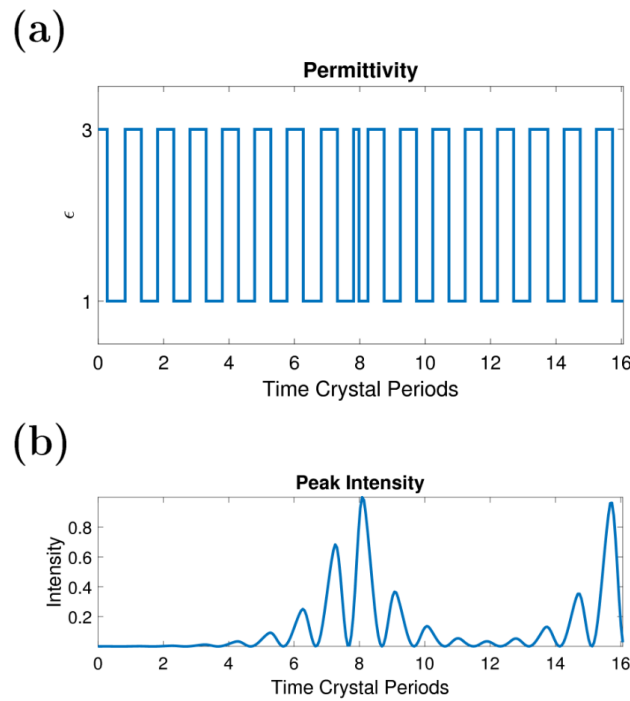 (a)
Permittivity
3
ϵ
1
0 2 4 6 8 10 12 14 16
Time Crystal Periods
(b)
Peak Intensity
0.8
0.6
0.4
0.2
Intensity
0 2 4 6 8 10 12 14 16
Time Crystal Periods